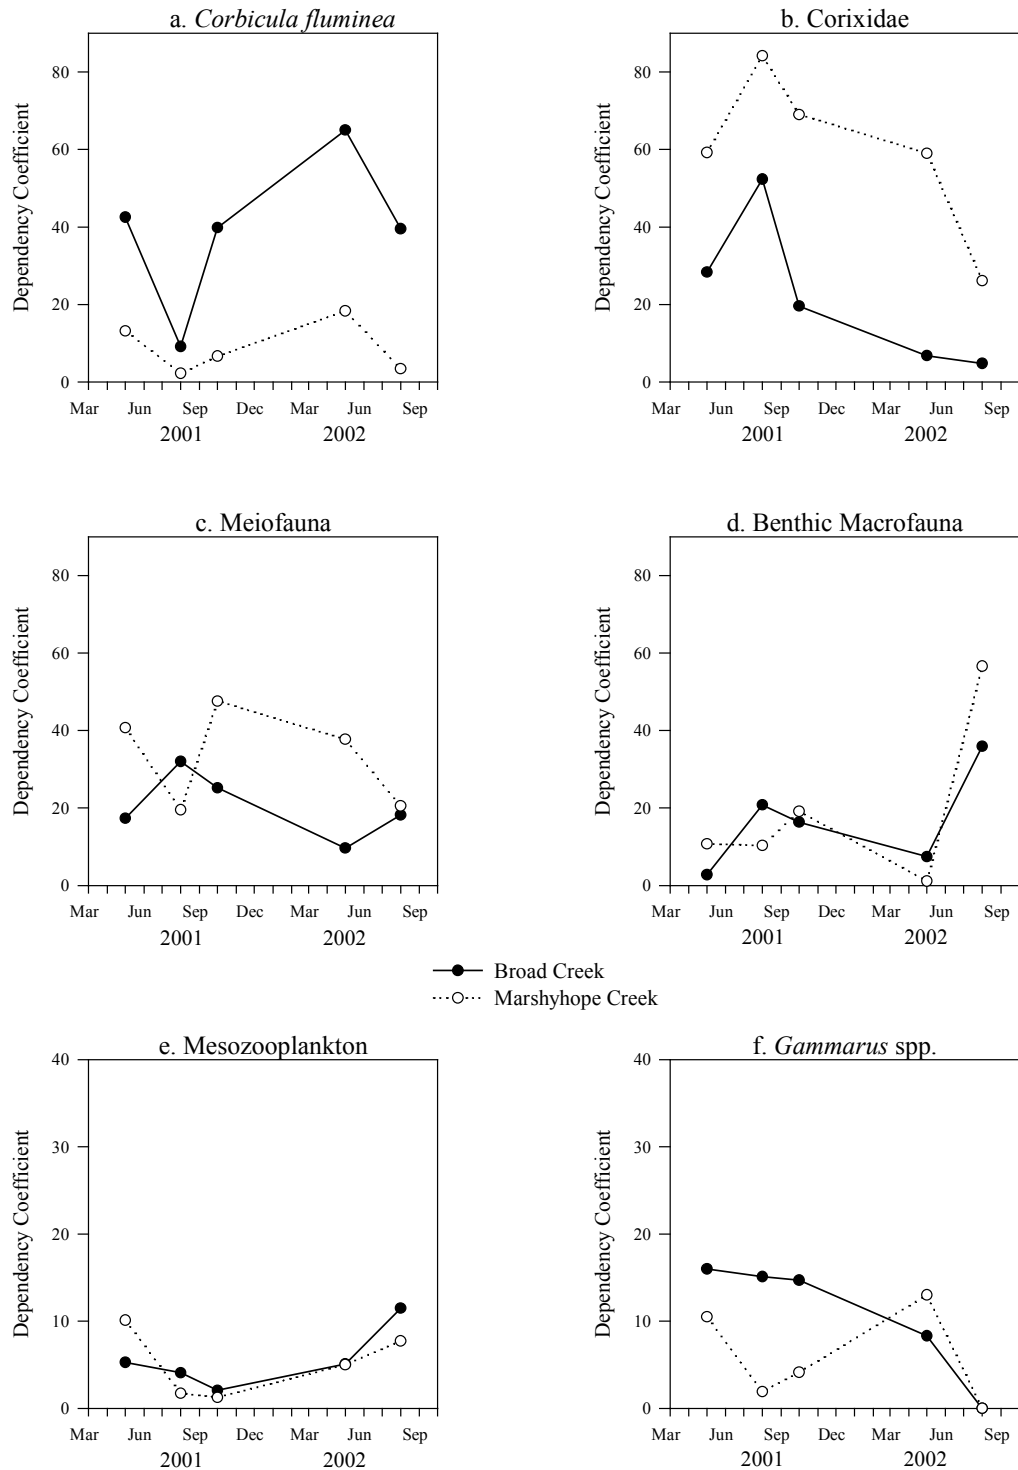 a. Corbicula fluminea
80
60
40
20
0
Dependency Coefficient
Mar Jun Sep Dec Mar Jun Sep
2001 2002
b. Corixidae
80
60
40
20
0
Dependency Coefficient
Mar Jun Sep Dec Mar Jun Sep
2001 2002
c. Meiofauna
80
60
40
20
0
Dependency Coefficient
Mar Jun Sep Dec Mar Jun Sep
2001 2002
d. Benthic Macrofauna
80
60
40
20
0
Dependency Coefficient
Mar Jun Sep Dec Mar Jun Sep
2001 2002
Broad Creek
Marshyhope Creek
e. Mesozooplankton
40
30
20
10
0
Dependency Coefficient
Mar Jun Sep Dec Mar Jun Sep
2001 2002
f. Gammarus spp.
40
30
20
10
0
Dependency Coefficient
Mar Jun Sep Dec Mar Jun Sep
2001 2002